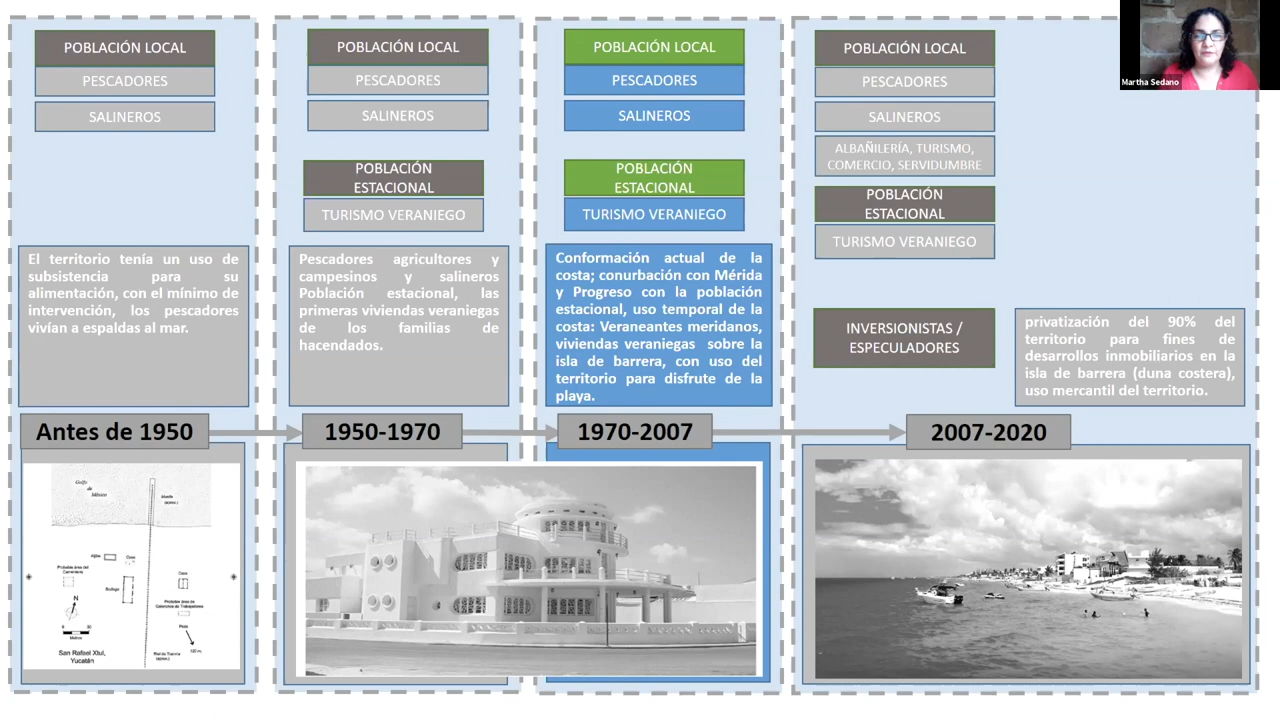 POBLACIÓN LOCAL
PESCADORES
SALINEROS
El territorio tenía un uso de
subsistencia para su
alimentación, con el mínimo de
intervención, los pescadores
vivían a espaldas al mar.
Antes de 1950
Golfo
de
México
Muelle
N
Metros
San Rafael Xtul,
Yucatán
POBLACIÓN LOCAL
PESCADORES
SALINEROS
POBLACIÓN
ESTACIONAL
TURISMO VERANIEGO
Pescadores agricultores y
campesinos y salineros
Población estacional, las
primeras viviendas veraniegas
de los familias de
hacendados.
1950-1970
POBLACIÓN LOCAL
PESCADORES
SALINEROS
POBLACIÓN
ESTACIONAL
TURISMO VERANIEGO
Conformación actual de la
costa; conurbación con Mérida
y Progreso con la población
estacional, uso temporal de la
costa: Veraneantes meridanos,
viviendas veraniegas sobre la
isla de barrera, con uso del
territorio para disfrute de la
playa.
1970-2007
POBLACIÓN LOCAL
PESCADORES
SALINEROS
ALBAÑILERÍA, TURISMO,
COMERCIO, SERVIDUMBRE
POBLACIÓN
ESTACIONAL
TURISMO VERANIEGO
INVERSIONISTAS /
ESPECULADORES
privatización del 90% del
territorio para fines de
desarrollos inmobiliarios en la
isla de barrera (duna costera),
uso mercantil del territorio.
2007-2020
Martha Sedano